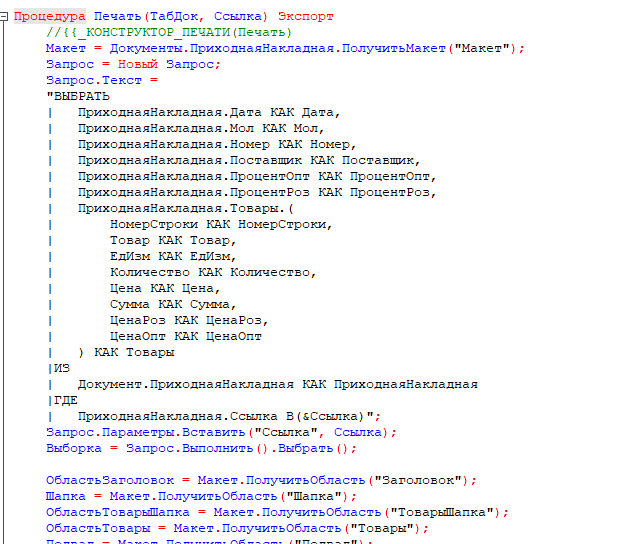 Процедура Печать(ТабДок, Ссылка) Экспорт
//{{_КОНСТРУКТОР_ПЕЧАТИ(Печать)
Макет = Документы.ПриходнаяНакладная.ПолучитьМакет("Макет");
Запрос = Новый Запрос;
Запрос.Текст =
"ВЫБРАТЬ
|   ПриходнаяНакладная.Дата КАК Дата,
|   ПриходнаяНакладная.Мол КАК Мол,
|   ПриходнаяНакладная.Номер КАК Номер,
|   ПриходнаяНакладная.Поставщик КАК Поставщик,
|   ПриходнаяНакладная.ПроцентОпт КАК ПроцентОпт,
|   ПриходнаяНакладная.ПроцентРоз КАК ПроцентРоз,
|   ПриходнаяНакладная.Товары.(
|       НомерСтроки КАК НомерСтроки,
|       Товар КАК Товар,
|       ЕдИзм КАК ЕдИзм,
|       Количество КАК Количество,
|       Цена КАК Цена,
|       Сумма КАК Сумма,
|       ЦенаРоз КАК ЦенаРоз,
|       ЦенаОпт КАК ЦенаОпт
|   ) КАК Товары
|ИЗ
|   Документ.ПриходнаяНакладная КАК ПриходнаяНакладная
|ГДЕ
|   ПриходнаяНакладная.Ссылка В(&Ссылка)";
Запрос.Параметры.Вставить("Ссылка", Ссылка);
Выборка = Запрос.Выполнить().Выбрать();
ОбластьЗаголовок = Макет.ПолучитьОбласть("Заголовок");
Шапка = Макет.ПолучитьОбласть("Шапка");
ОбластьТоварыШапка = Макет.ПолучитьОбласть("ТоварыШапка");
ОбластьТовары = Макет.ПолучитьОбласть("Товары");
Подвал = Макет.ПолучитьОбласть("Подвал");